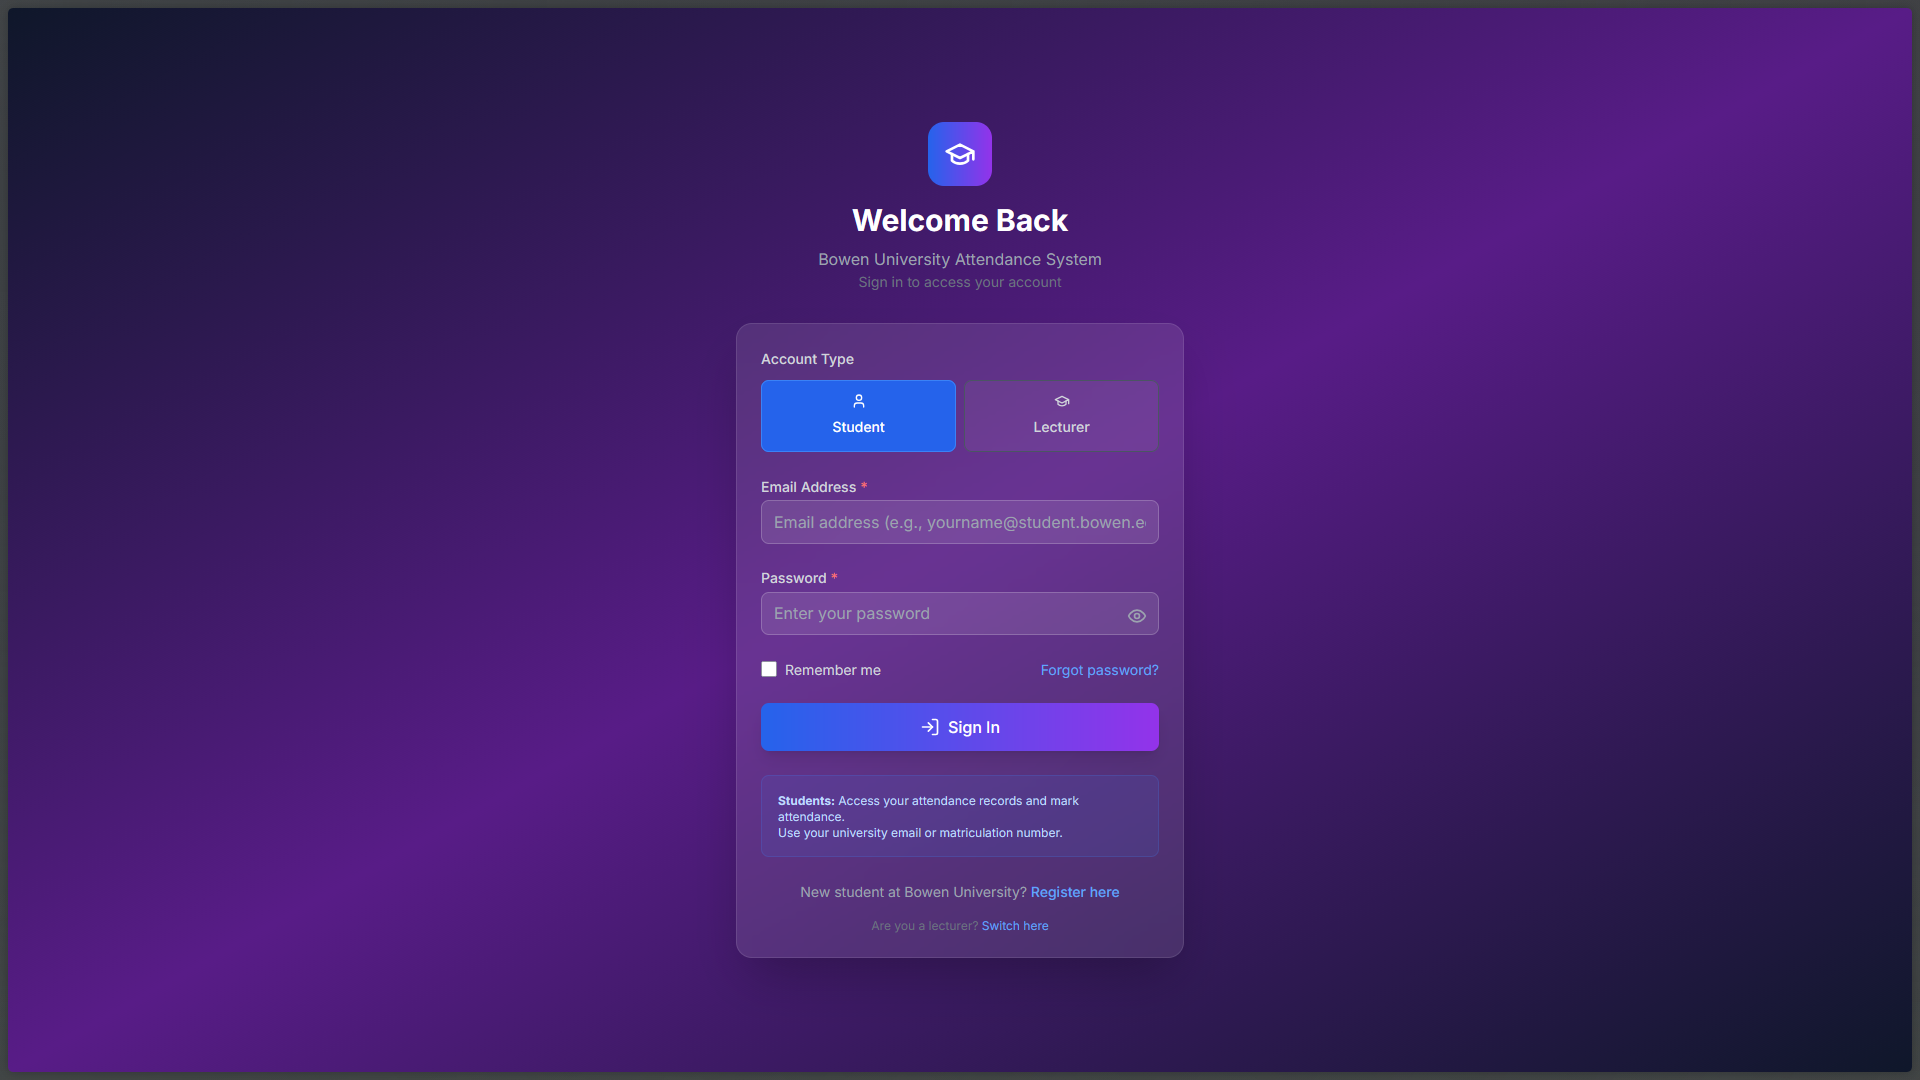 Welcome Back
Bowen University Attendance System
Sign in to access your account
Account Type
Student
Lecturer
Email Address *
Email address (e.g., yourname@student.bowen.e
Password *
Enter your password
Remember me
Forgot password?
Sign In
Students: Access your attendance records and mark
attendance.
Use your university email or matriculation number.
New student at Bowen University? Register here
Are you a lecturer? Switch here